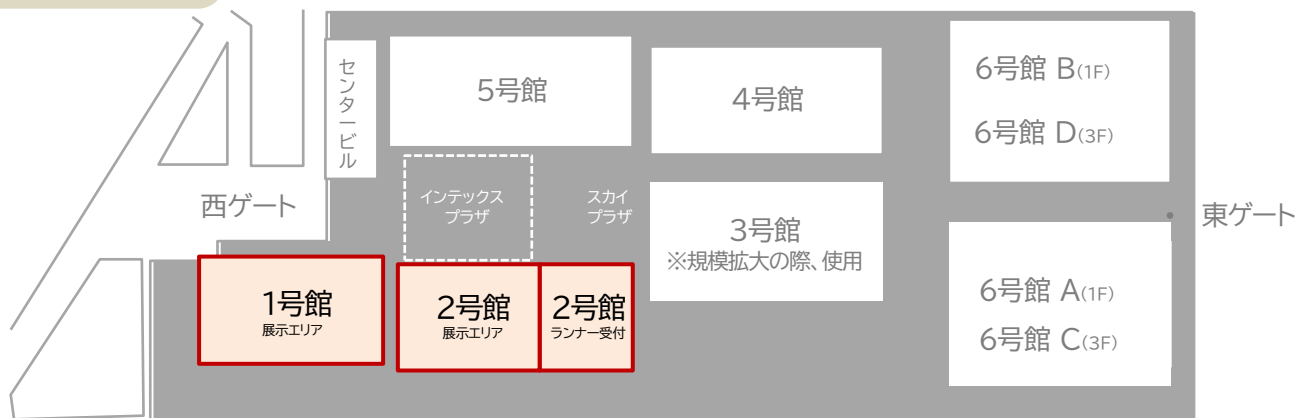 センタービル
5号館
4号館
6号館 B(1F)
6号館 D(3F)
西ゲート
インテックス
プラザ
スカイ
プラザ
3号館
※規模拡大の際、使用
東ゲート
1号館
展示エリア
2号館
展示エリア
2号館
ランナー受付
6号館 A(1F)
6号館 C(3F)